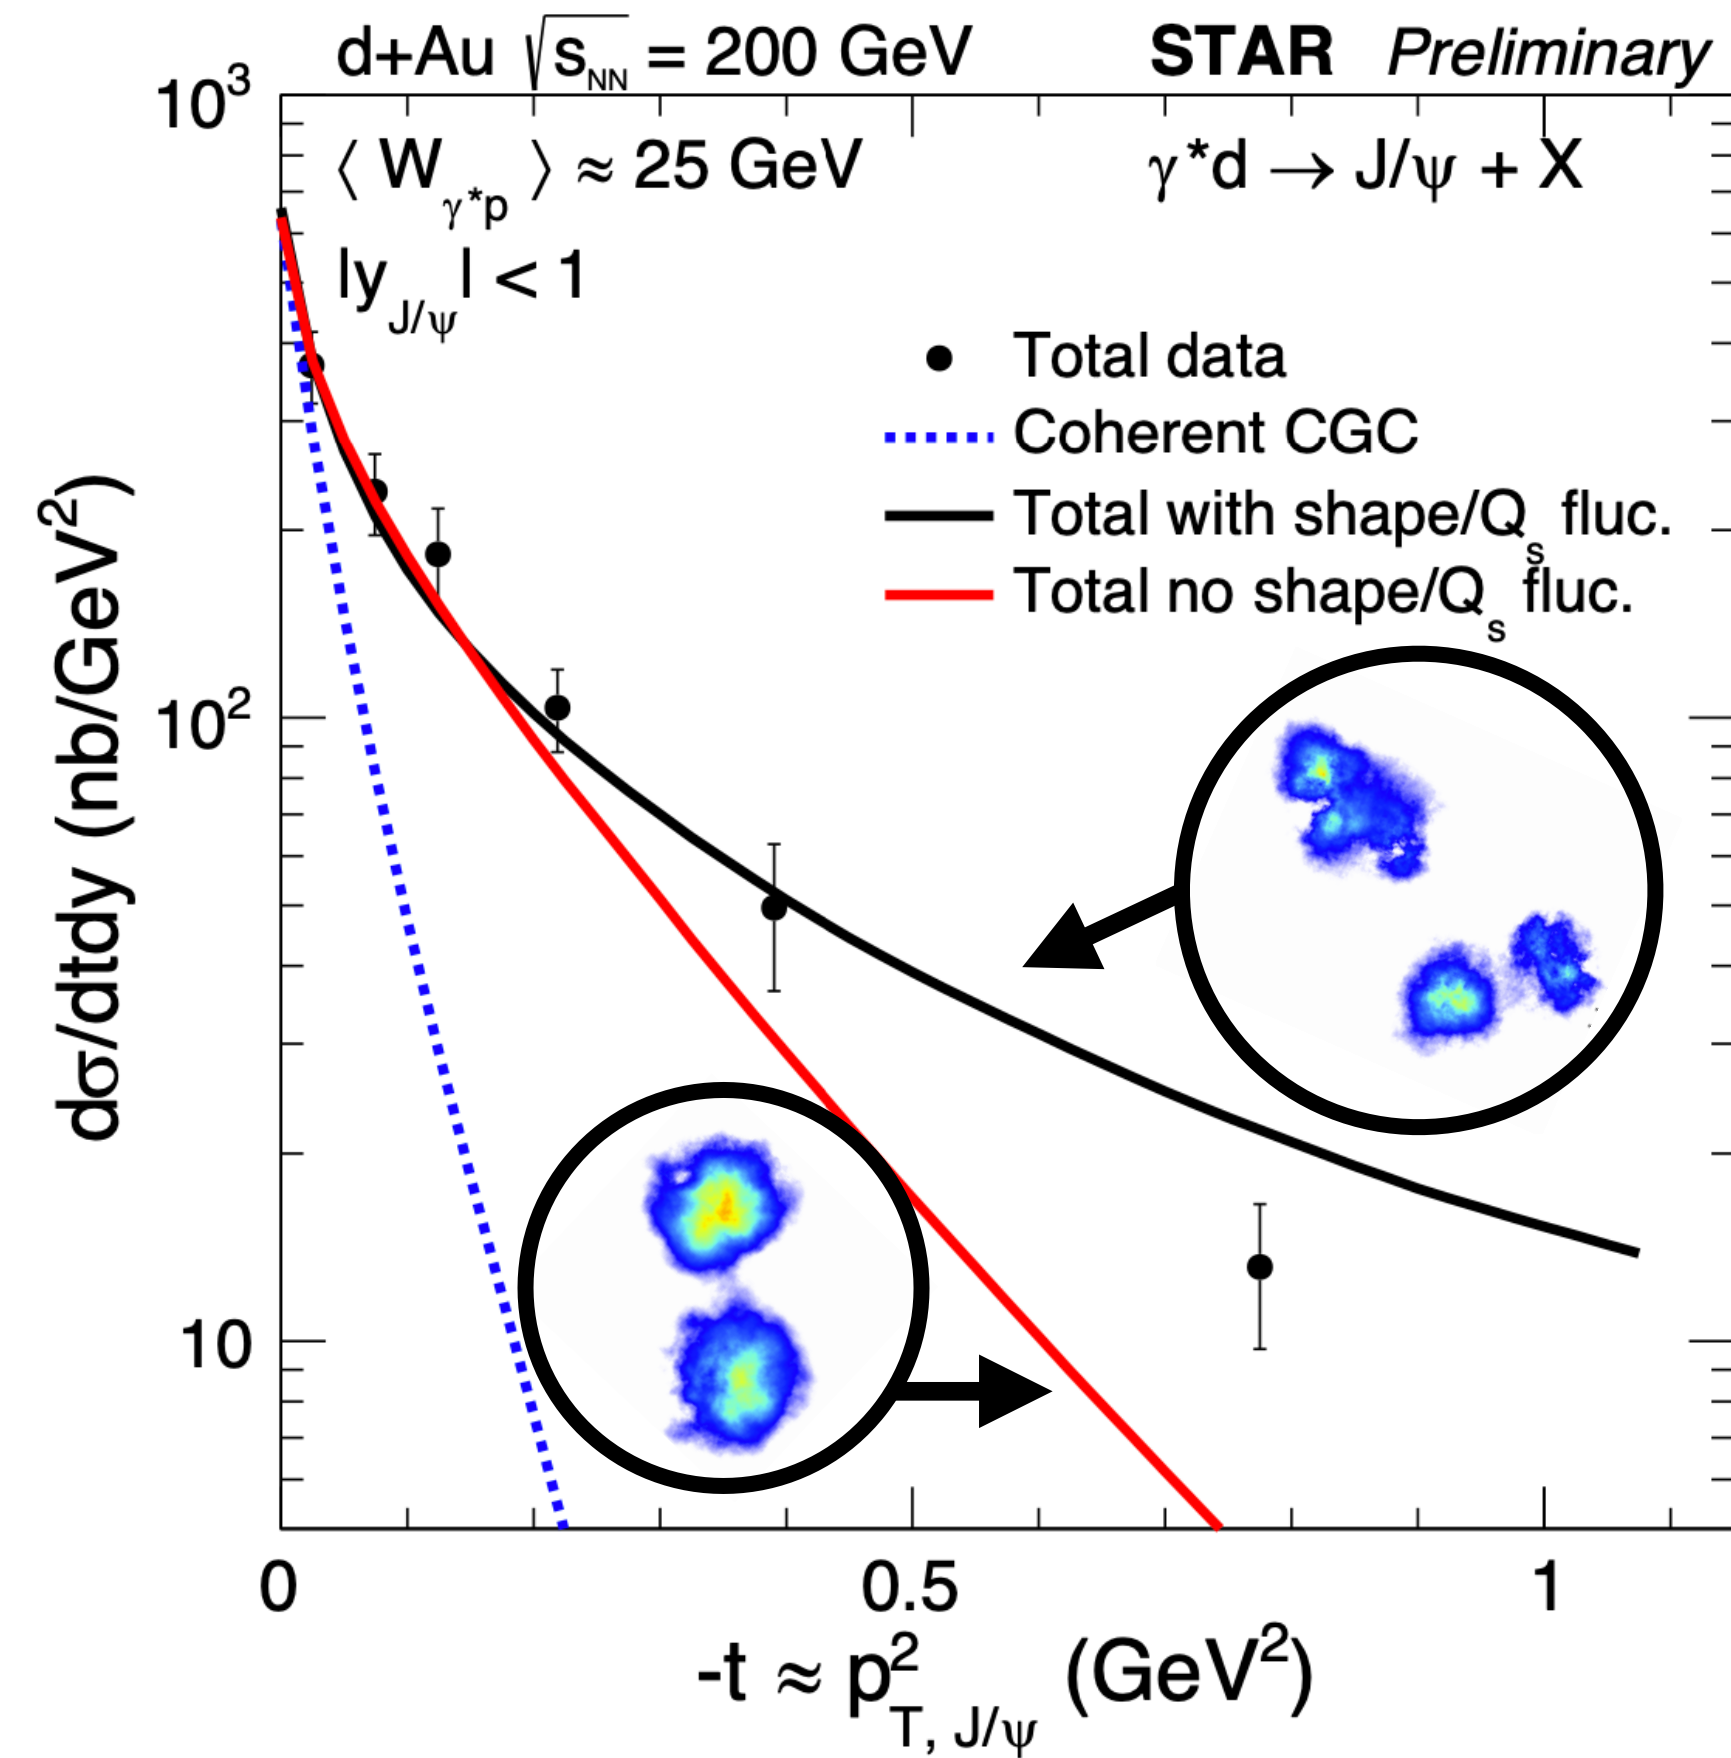 d+Au √s_NN = 200 GeV STAR Preliminary
⟨ W_γ*p ⟩ ≈ 25 GeV γ*d → J/ψ + X
|y_J/ψ| < 1
Total data
Coherent CGC
Total with shape/Q_s fluc.
Total no shape/Q_s fluc.
dσ/dtdy (nb/GeV²)
10³
10²
10
0 0.5 1
-t ≈ p²_T, J/ψ (GeV²)